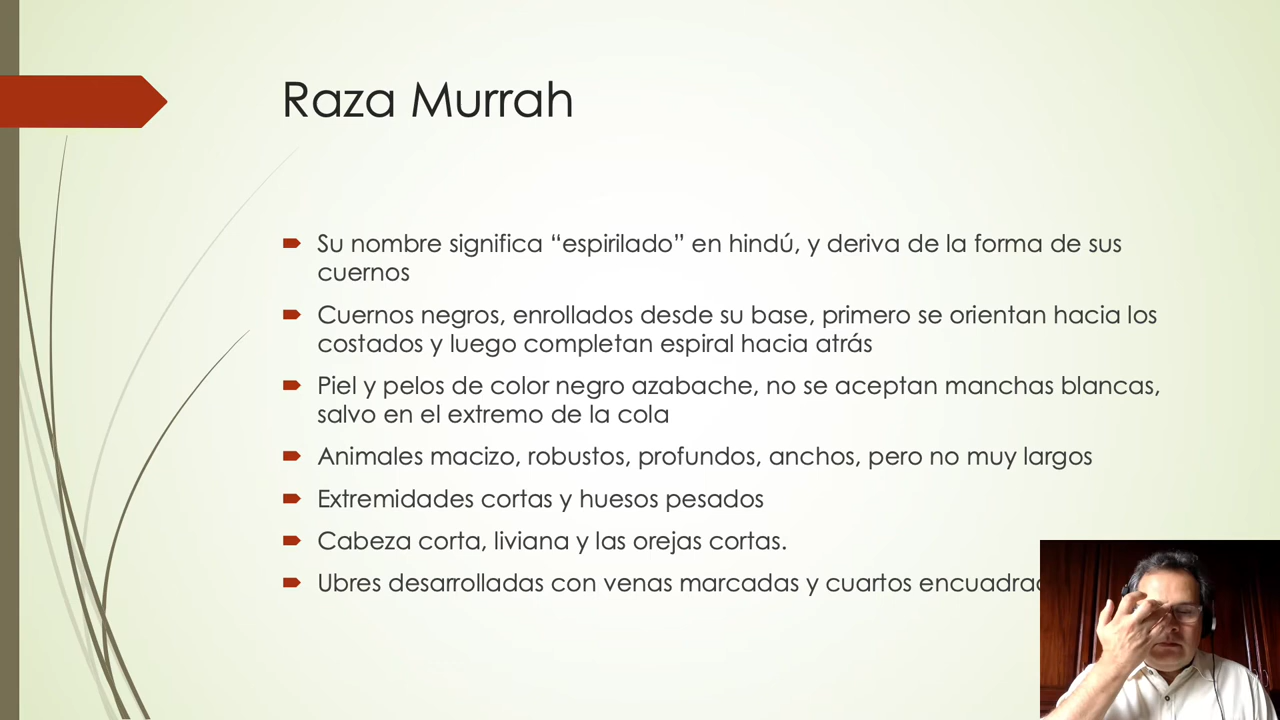 Raza Murrah
Su nombre significa “espirilado” en hindú, y deriva de la forma de sus
cuernos
Cuernos negros, enrollados desde su base, primero se orientan hacia los
costados y luego completan espiral hacia atrás
Piel y pelos de color negro azabache, no se aceptan manchas blancas,
salvo en el extremo de la cola
Animales macizo, robustos, profundos, anchos, pero no muy largos
Extremidades cortas y huesos pesados
Cabeza corta, liviana y las orejas cortas.
Ubres desarrolladas con venas marcadas y cuartos